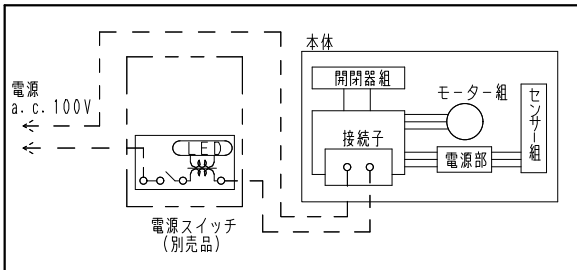 本体
開閉器組
電源
a.c.100V
モーター組
センサー組
LED
接続子
電源部
電源スイッチ
(別売品)